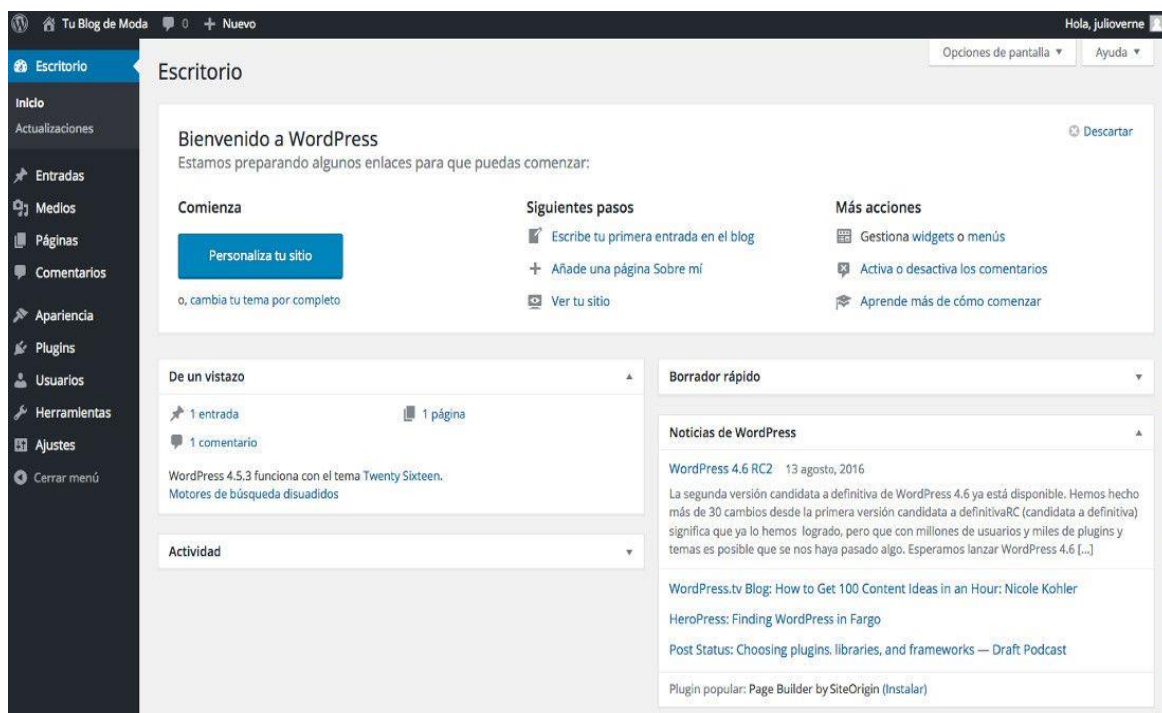 Tu Blog de Moda 0 + Nuevo
Hola, julioverne
Opciones de pantalla ▼ Ayuda ▼
Escritorio
Inicio
Actualizaciones
Entradas
Medios
Páginas
Comentarios
Apariencia
Plugins
Usuarios
Herramientas
Ajustes
Cerrar menú
Escritorio
Bienvenido a WordPress
Descartar
Estamos preparando algunos enlaces para que puedas comenzar:
Comienza
Personaliza tu sitio
o, cambia tu tema por completo
Siguientes pasos
Escribe tu primera entrada en el blog
Añade una página Sobre mí
Ver tu sitio
Más acciones
Gestiona widgets o menús
Activa o desactiva los comentarios
Aprende más de cómo comenzar
De un vistazo
1 entrada
1 página
1 comentario
WordPress 4.5.3 funciona con el tema Twenty Sixteen.
Motores de búsqueda disuadidos
Actividad
Borrador rápido
Noticias de WordPress
WordPress 4.6 RC2 13 agosto, 2016
La segunda versión candidata a definitiva de WordPress 4.6 ya está disponible. Hemos hecho
más de 30 cambios desde la primera versión candidata a definitivaRC (candidata a definitiva)
significa que ya lo hemos logrado, pero que con millones de usuarios y miles de plugins y
temas es posible que se nos haya pasado algo. Esperamos lanzar WordPress 4.6 [...]
WordPress.tv Blog: How to Get 100 Content Ideas in an Hour: Nicole Kohler
HeroPress: Finding WordPress in Fargo
Post Status: Choosing plugins. libraries, and frameworks — Draft Podcast
Plugin popular: Page Builder by SiteOrigin (Instalar)